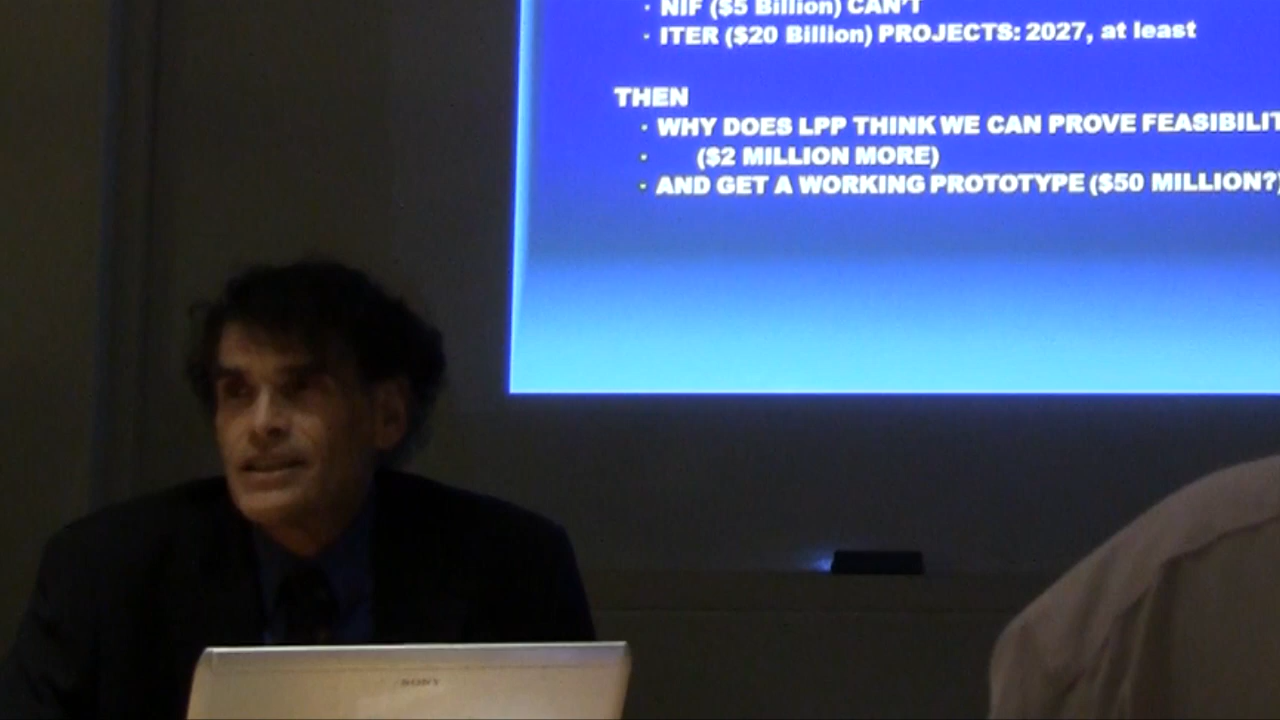 · NIF ($5 Billion) CAN'T
· ITER ($20 Billion) PROJECTS: 2027, at least
THEN
· WHY DOES LPP THINK WE CAN PROVE FEASIBILIT
· ($2 MILLION MORE)
· AND GET A WORKING PROTOTYPE ($50 MILLION?)
SONY